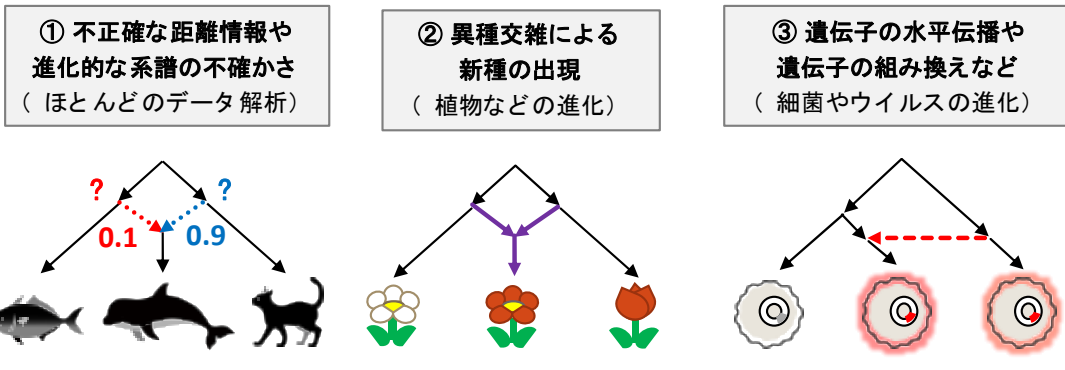 ① 不正確な距離情報や
進化的な系譜の不確かさ
（ ほとんどのデータ解析）
② 異種交雑による
新種の出現
（ 植物などの進化）
③ 遺伝子の水平伝播や
遺伝子の組み換えなど
（ 細菌やウイルスの進化）
? ?
0.1 0.9